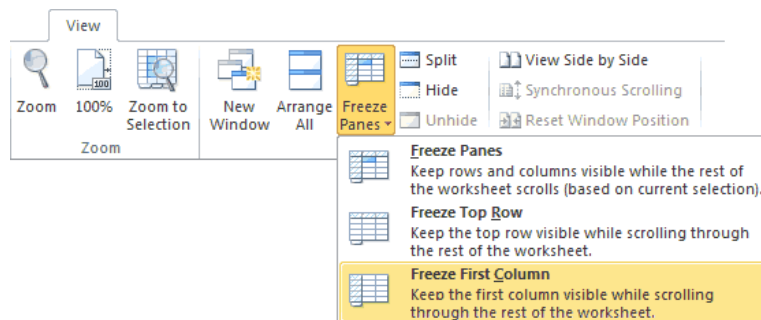 View
Zoom
100%
Zoom to
Selection
New
Window
Arrange
All
Freeze
Panes
Split
Hide
Unhide
View Side by Side
Synchronous Scrolling
Reset Window Position
100
Zoom
Freeze Panes
Keep rows and columns visible while the rest of
the worksheet scrolls (based on current selection).
Freeze Top Row
Keep the top row visible while scrolling through
the rest of the worksheet.
Freeze First Column
Keep the first column visible while scrolling
through the rest of the worksheet.